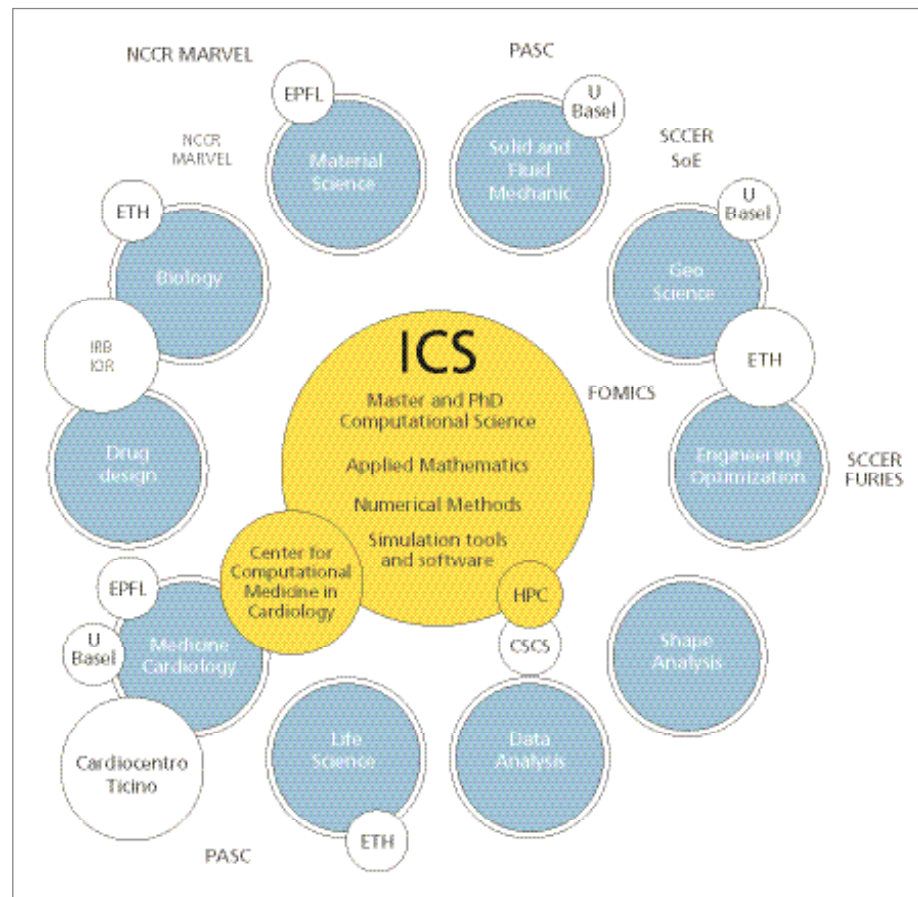 NCCR MARVEL
PASC
EPFL
U
Basel
NCCR
MARVEL
Material
Science
Solid and
Fluid
Mechanic
SCCER
SoE
ETH
U
Basel
Biology
Geo
Science
IRB
IOR
ETH
ICS
Master and PhD
Computational Science
Applied Mathematics
Numerical Methods
Simulation tools
and software
FOMICS
Drug
design
Engineering
Optimization
SCCER
FURIES
Center for
Computational
Medicine in
Cardiology
HPC
CSCS
EPFL
U
Basel
Medicine
Cardiology
Shape
Analysis
Cardiocentro
Ticino
Life
Science
Data
Analysis
PASC
ETH